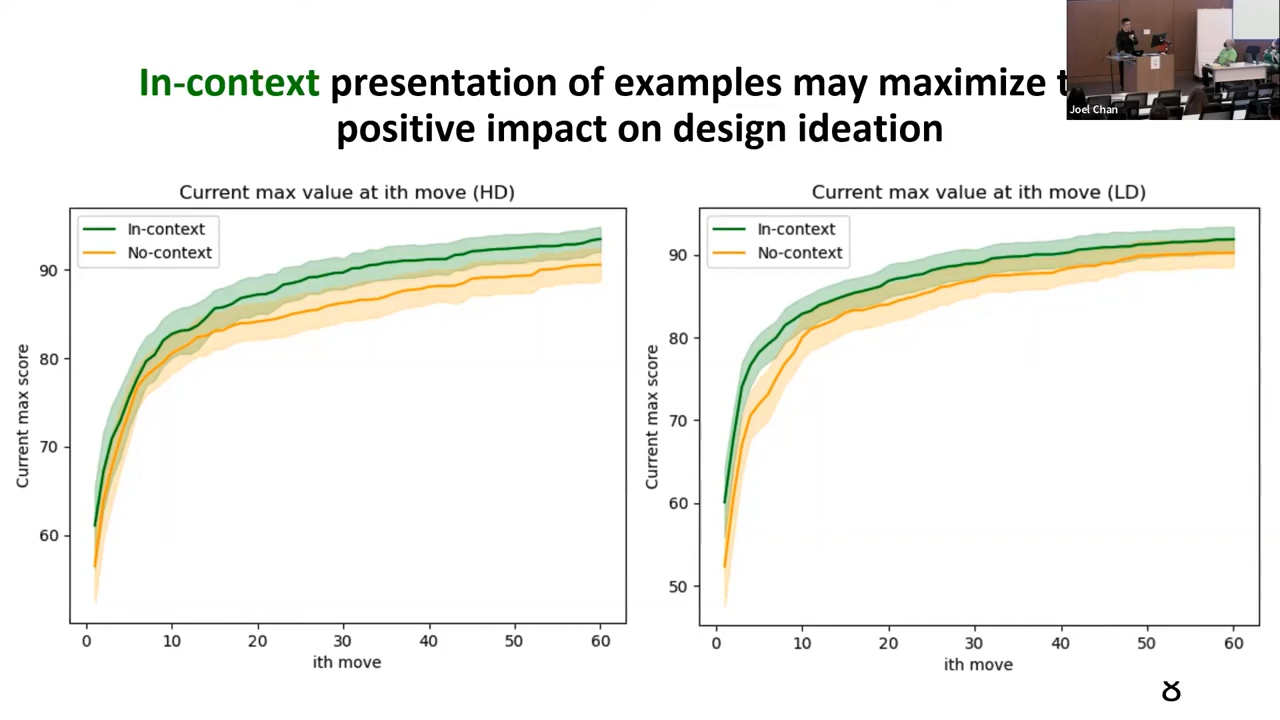 In-context presentation of examples may maximize
positive impact on design ideation
Joel Chan
Current max value at ith move (HD)
In-context
No-context
Current max score
90
80
70
60
0 10 20 30 40 50 60
ith move
Current max value at ith move (LD)
In-context
No-context
Current max score
90
80
70
60
50
0 10 20 30 40 50 60
ith move
8